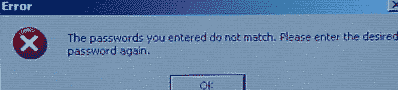 Error
The passwords you entered do not match. Please enter the desired
password again.
OK